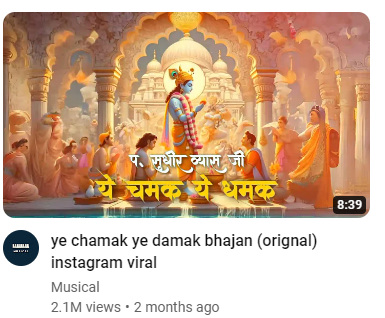 पं. सुधीर व्यास जी
ये चमक ये धमक
8:39
ye chamak ye damak bhajan (orignal)
instagram viral
Musical
2.1M views • 2 months ago